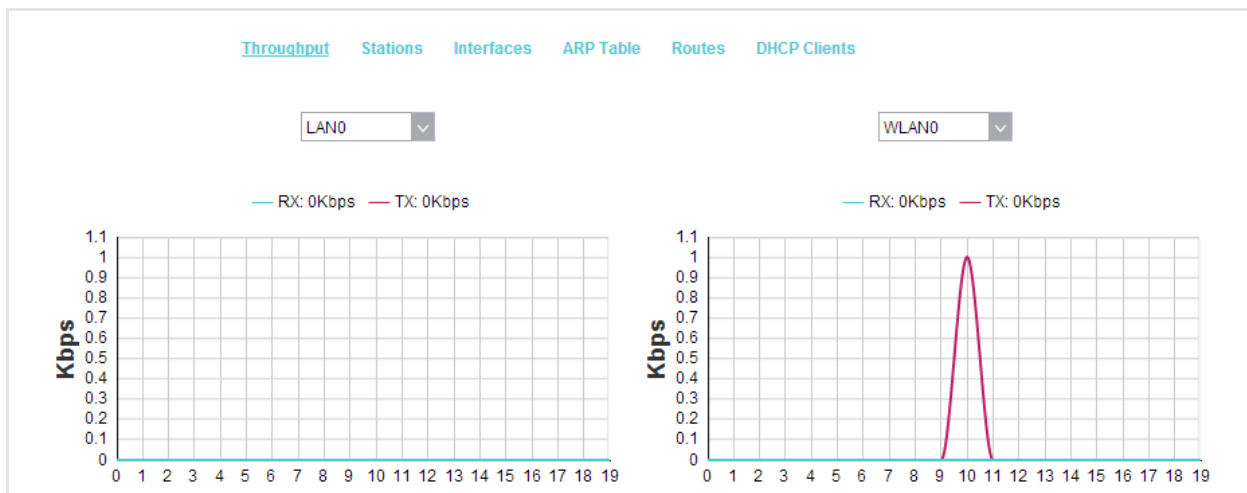 Throughput Stations Interfaces ARP Table Routes DHCP Clients
LAN0
WLAN0
RX: 0Kbps TX: 0Kbps
RX: 0Kbps TX: 0Kbps
Kbps
1.1
1
0.9
0.8
0.7
0.6
0.5
0.4
0.3
0.2
0.1
0
0 1 2 3 4 5 6 7 8 9 10 11 12 13 14 15 16 17 18 19
Kbps
1.1
1
0.9
0.8
0.7
0.6
0.5
0.4
0.3
0.2
0.1
0
0 1 2 3 4 5 6 7 8 9 10 11 12 13 14 15 16 17 18 19